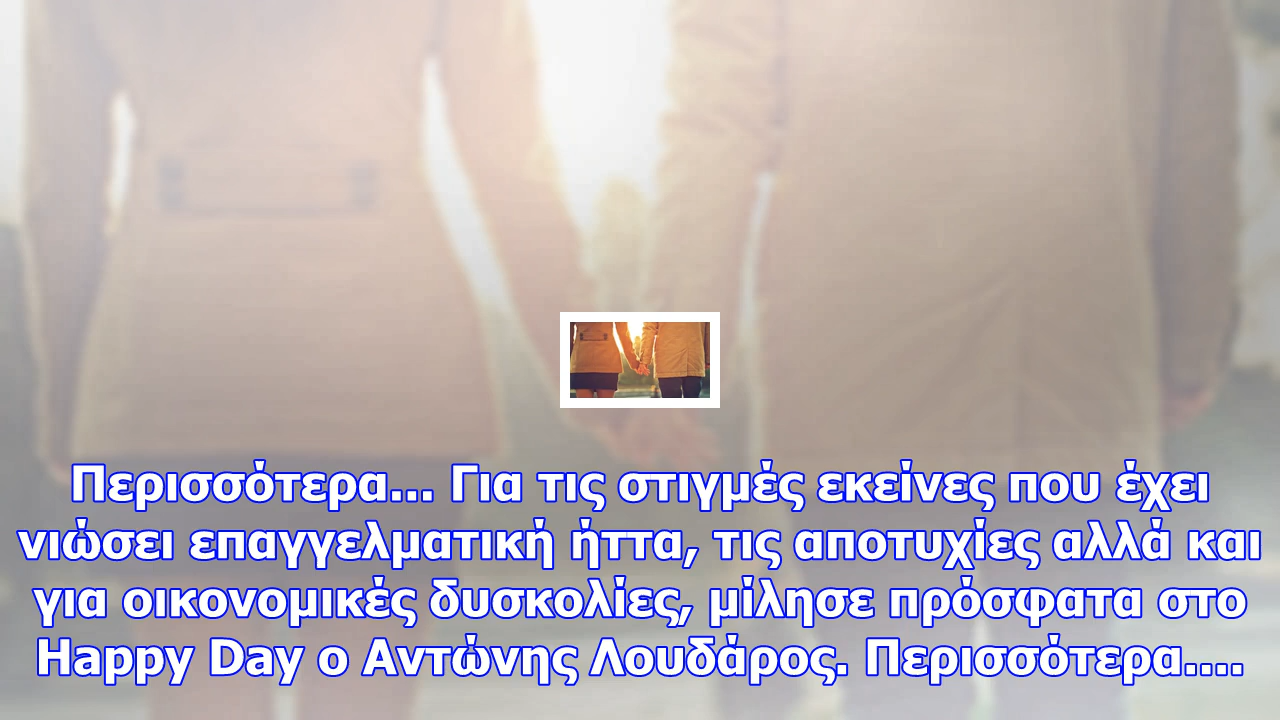 Περισσότερα... Για τις στιγμές εκείνες που έχει
νιώσει επαγγελματική ήττα, τις αποτυχίες αλλά και
για οικονομικές δυσκολίες, μίλησε πρόσφατα στο
Happy Day ο Αντώνης Λουδάρος. Περισσότερα....